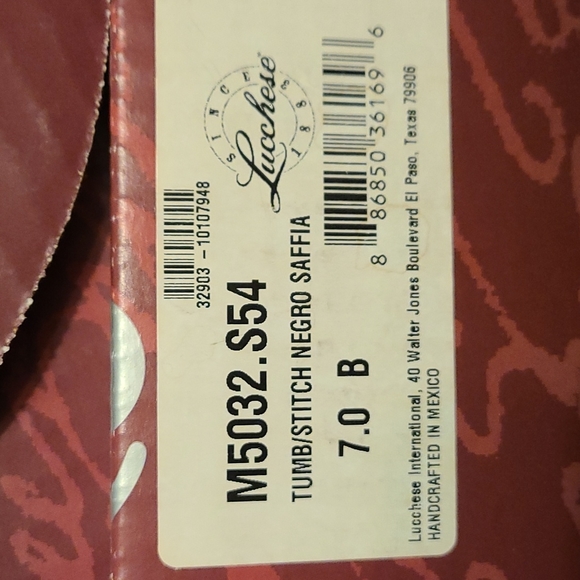 SINCE 1883
Lucchese
32903 -10107948
M5032.S54
TUMB/STITCH NEGRO SAFFIA
7.0 B
8 86850 36169 6
Lucchese International, 40 Walter Jones Boulevard El Paso, Texas 79906
HANDCRAFTED IN MEXICO